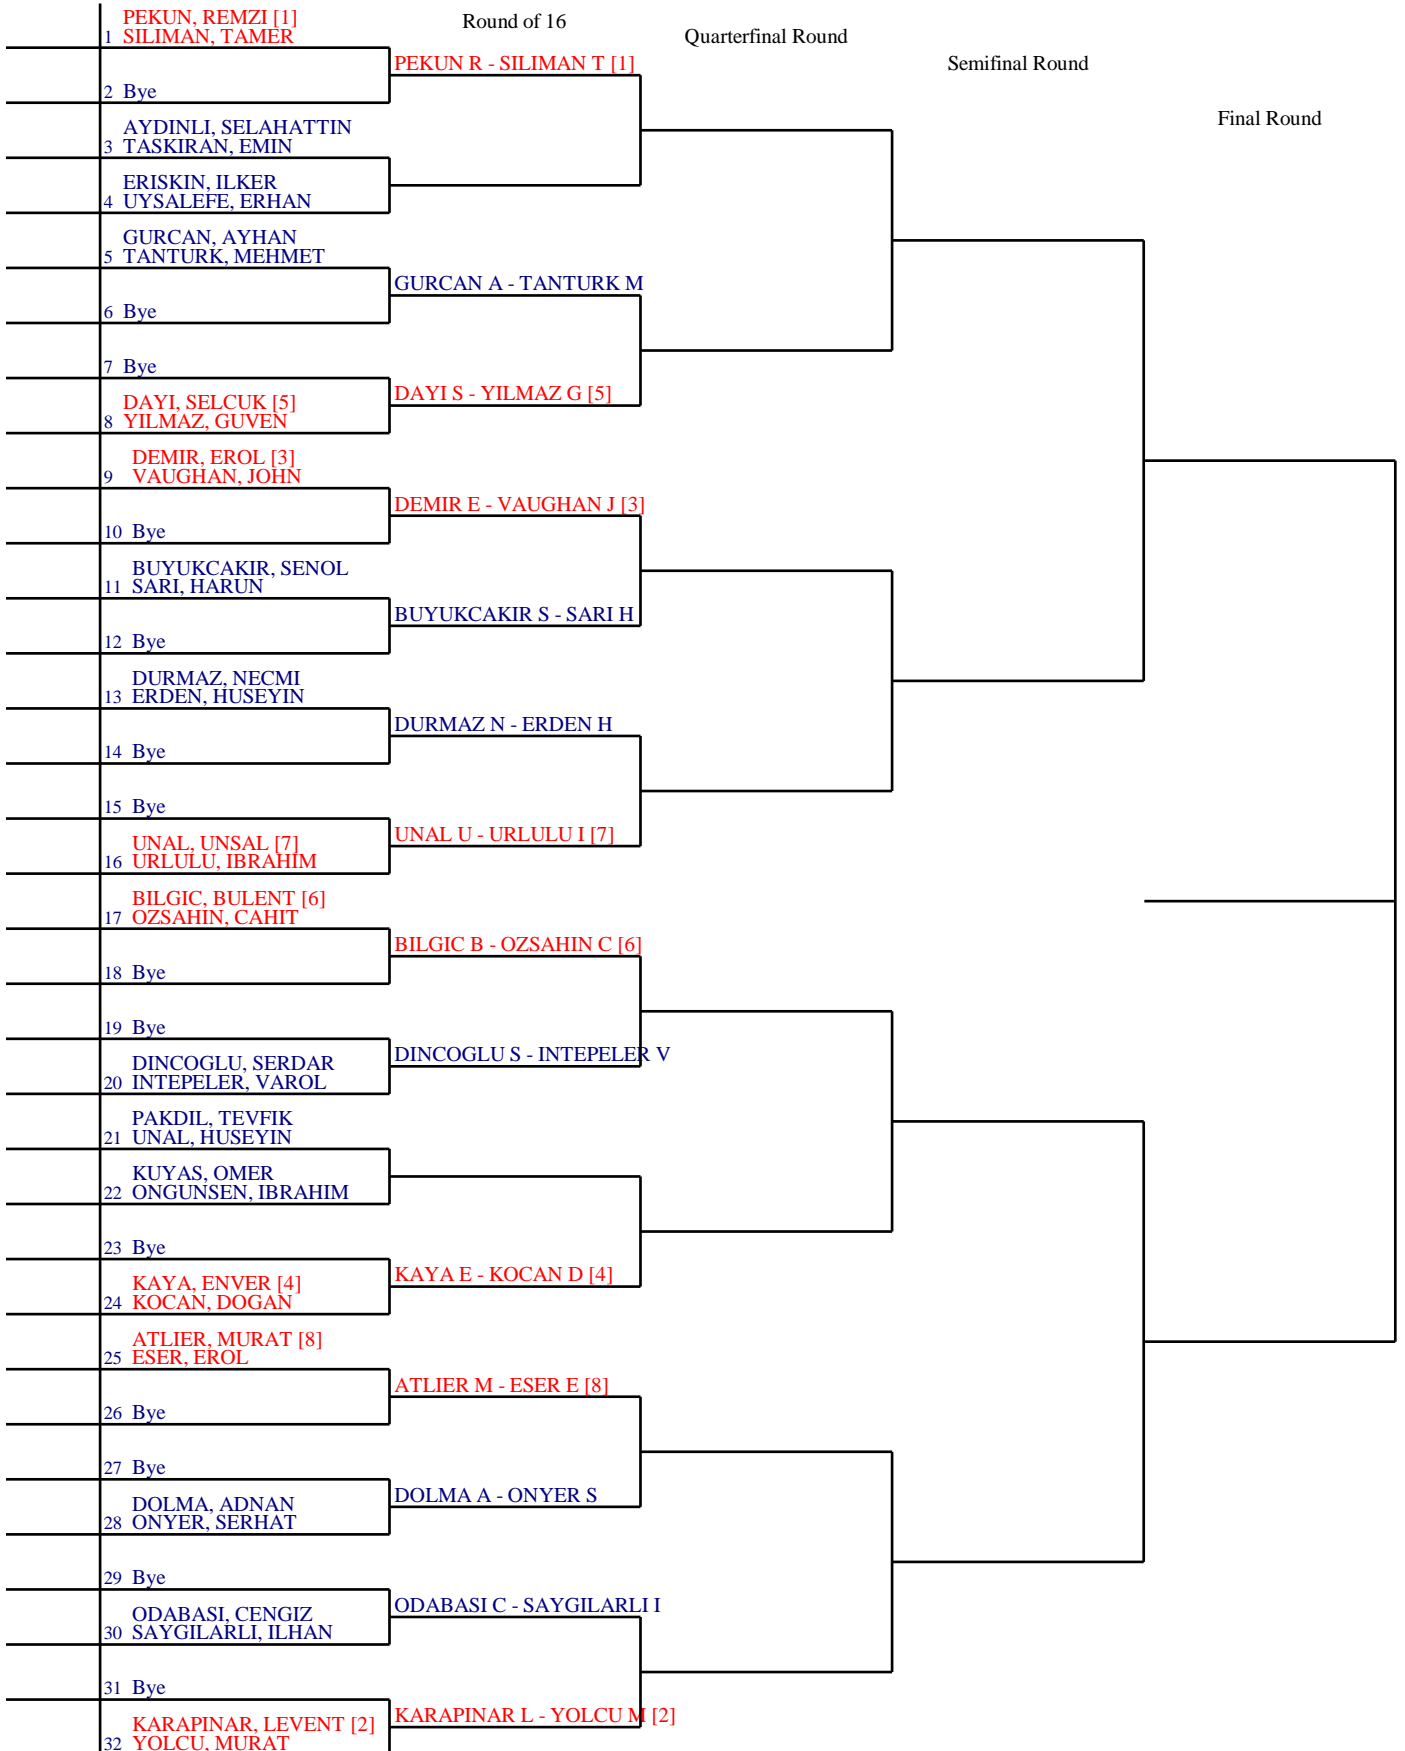 Round of 16
Quarterfinal Round
Semifinal Round
Final Round
PEKUN, REMZI [1]
1 SILIMAN, TAMER
PEKUN R - SILIMAN T [1]
2 Bye
AYDINLI, SELAHATTIN
3 TASKIRAN, EMIN
ERISKIN, ILKER
4 UYSALEFE, ERHAN
GURCAN, AYHAN
5 TANTURK, MEHMET
GURCAN A - TANTURK M
6 Bye
7 Bye
DAYI S - YILMAZ G [5]
DAYI, SELCUK [5]
8 YILMAZ, GUVEN
DEMIR, EROL [3]
9 VAUGHAN, JOHN
DEMIR E - VAUGHAN J [3]
10 Bye
BUYUKCAKIR, SENOL
11 SARI, HARUN
BUYUKCAKIR S - SARI H
12 Bye
DURMAZ, NECMI
13 ERDEN, HUSEYIN
DURMAZ N - ERDEN H
14 Bye
15 Bye
UNAL U - URLULU I [7]
UNAL, UNSAL [7]
16 URLULU, IBRAHIM
BILGIC, BULENT [6]
17 OZSAHIN, CAHIT
BILGIC B - OZSAHIN C [6]
18 Bye
19 Bye
DINCOGLU S - INTEPELER V
DINCOGLU, SERDAR
20 INTEPELER, VAROL
PAKDIL, TEVFIK
21 UNAL, HUSEYIN
KUYAS, OMER
22 ONGUNSEN, IBRAHIM
23 Bye
KAYA E - KOCAN D [4]
KAYA, ENVER [4]
24 KOCAN, DOGAN
ATLIER, MURAT [8]
25 ESER, EROL
ATLIER M - ESER E [8]
26 Bye
27 Bye
DOLMA A - ONYER S
DOLMA, ADNAN
28 ONYER, SERHAT
29 Bye
ODABASI C - SAYGILARLI I
ODABASI, CENGIZ
30 SAYGILARLI, ILHAN
31 Bye
KARAPINAR L - YOLCU M [2]
KARAPINAR, LEVENT [2]
32 YOLCU, MURAT